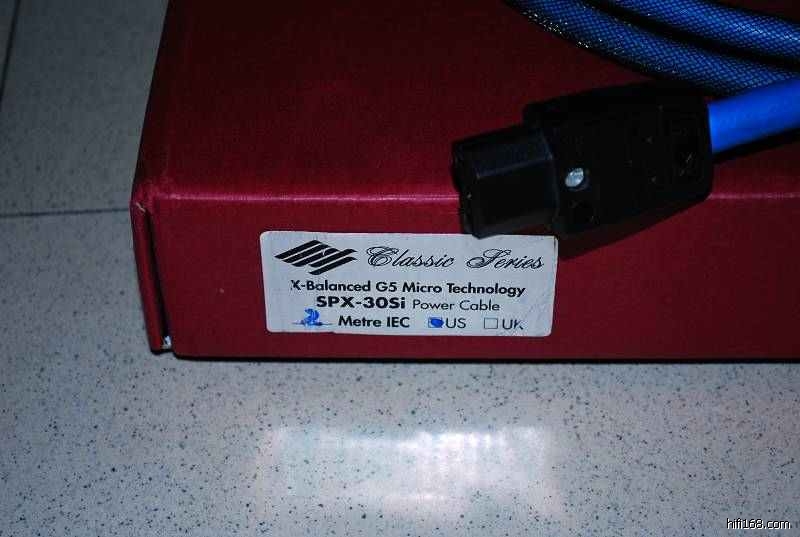 Classic Series
X-Balanced G5 Micro Technology
SPX-30Si Power Cable
2 Metre IEC US UK
hifi168.com